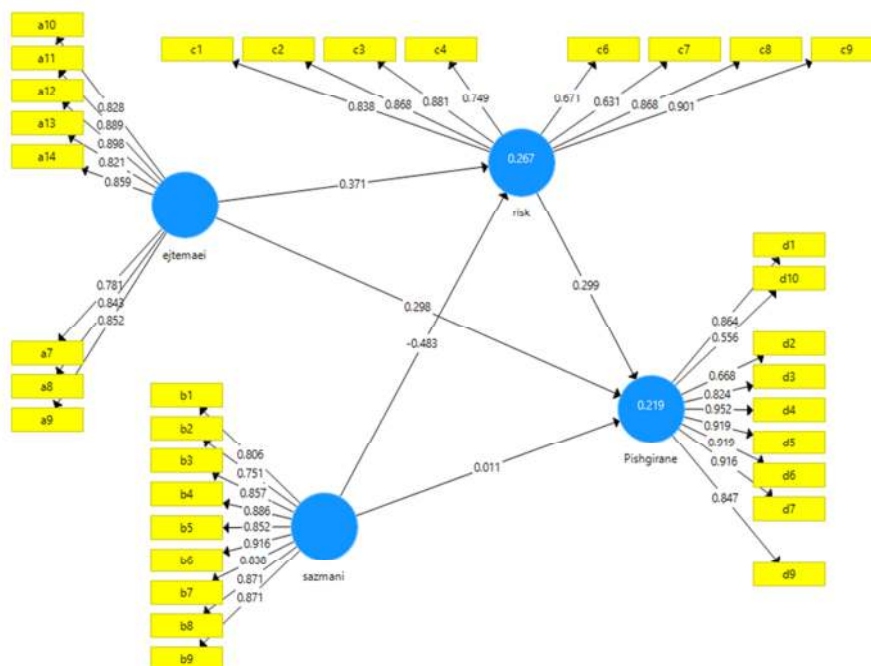 a10
a11
a12
a13
a14
0.828
0.889
0.898
0.821
0.859
ejtemaei
0.781
0.843
0.852
a7
a8
a9
c1
c2
c3
c4
c6
c7
c8
c9
0.838
0.868
0.881
0.749
0.671
0.631
0.868
0.901
0.267
risk
0.371
0.298
-0.483
0.299
0.011
b1
b2
b3
b4
b5
b6
b7
b8
b9
0.806
0.751
0.857
0.886
0.852
0.916
0.871
0.871
sazmani
0.219
Pishgirane
d1
d10
d2
d3
d4
d5
d6
d7
d9
0.864
0.556
0.668
0.824
0.952
0.919
0.919
0.916
0.847